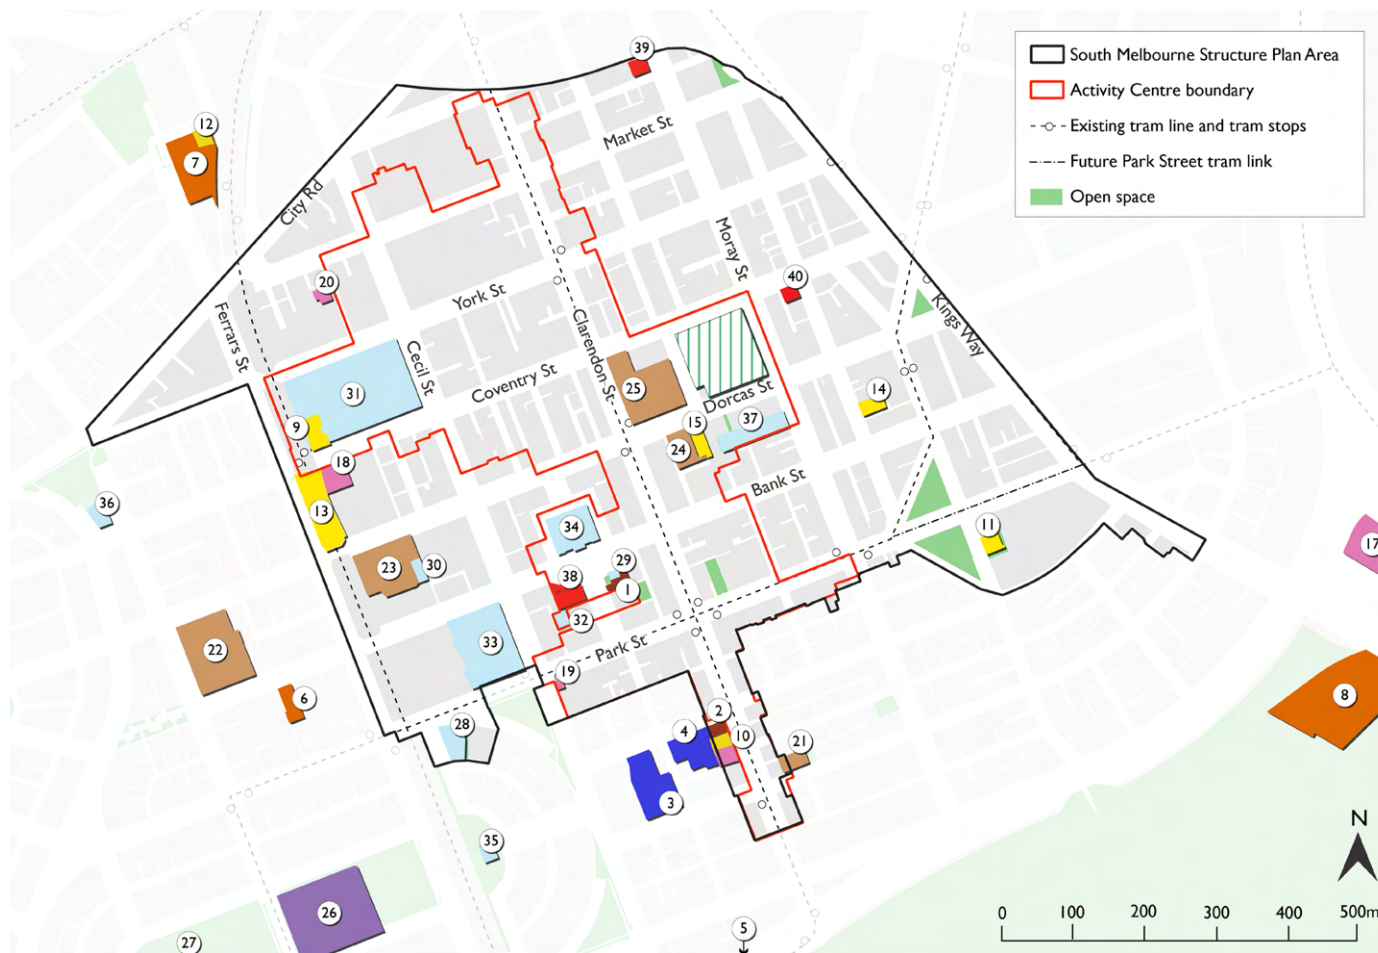 39
South Melbourne Structure Plan Area
Activity Centre boundary
Existing tram line and tram stops
Future Park Street tram link
Open space
12
7
Market St
City Rd
Moray St
20
40
York St
Ferrars St
Clarendon St
Kings Way
Cecil St
Coventry St
31
25
Dorcas St
14
9
15
37
24
18
Bank St
36
13
34
11
17
23
30
29
38
1
32
22
33
Park St
19
6
8
28
2
4
10
21
3
35
N
26
27
5
0 100 200 300 400 500m